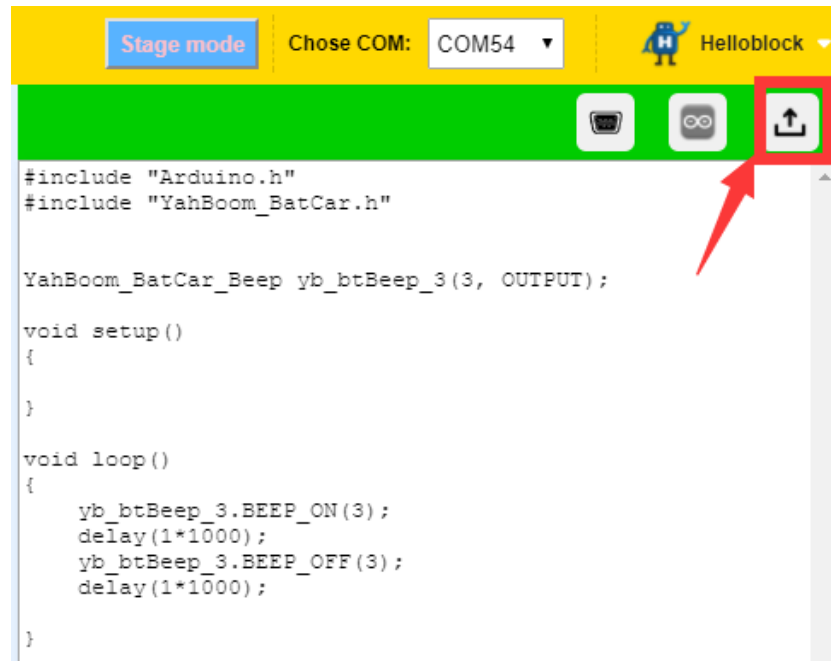 Stage mode Chose COM: COM54 Helloblock
#include "Arduino.h"
#include "YahBoom_BatCar.h"
YahBoom_BatCar_Beep yb_btBeep_3(3, OUTPUT);
void setup()
{
}
void loop()
{
yb_btBeep_3.BEEP_ON(3);
delay(1*1000);
yb_btBeep_3.BEEP_OFF(3);
delay(1*1000);
}